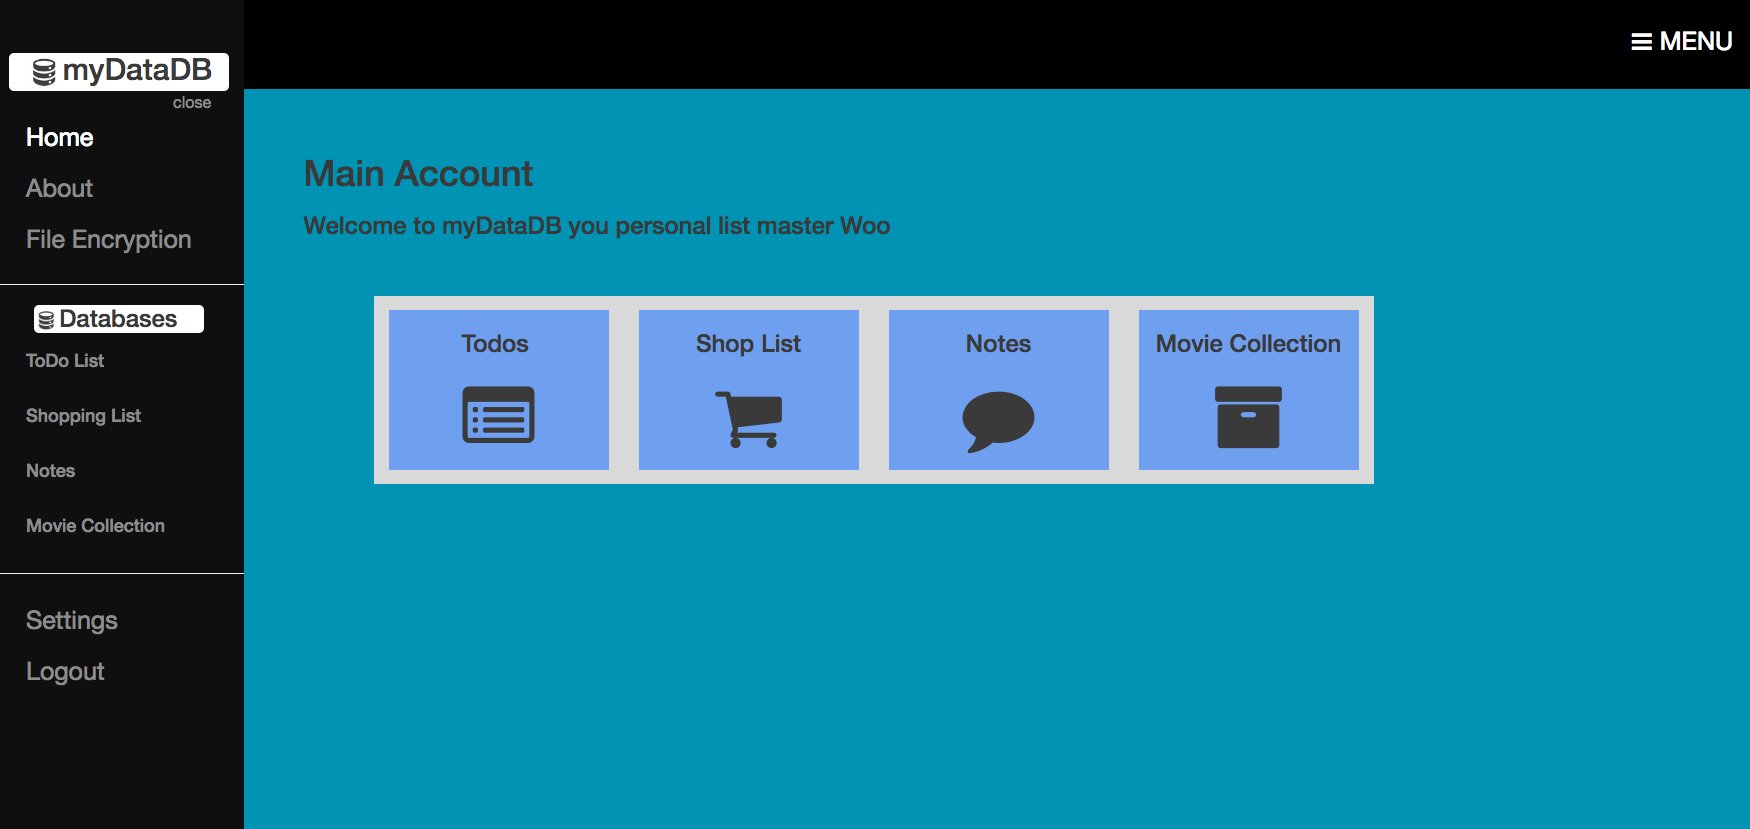 myDataDB
close
Home
About
File Encryption
Databases
ToDo List
Shopping List
Notes
Movie Collection
Settings
Logout
MENU
Main Account
Welcome to myDataDB you personal list master Woo
Todos
Shop List
Notes
Movie Collection